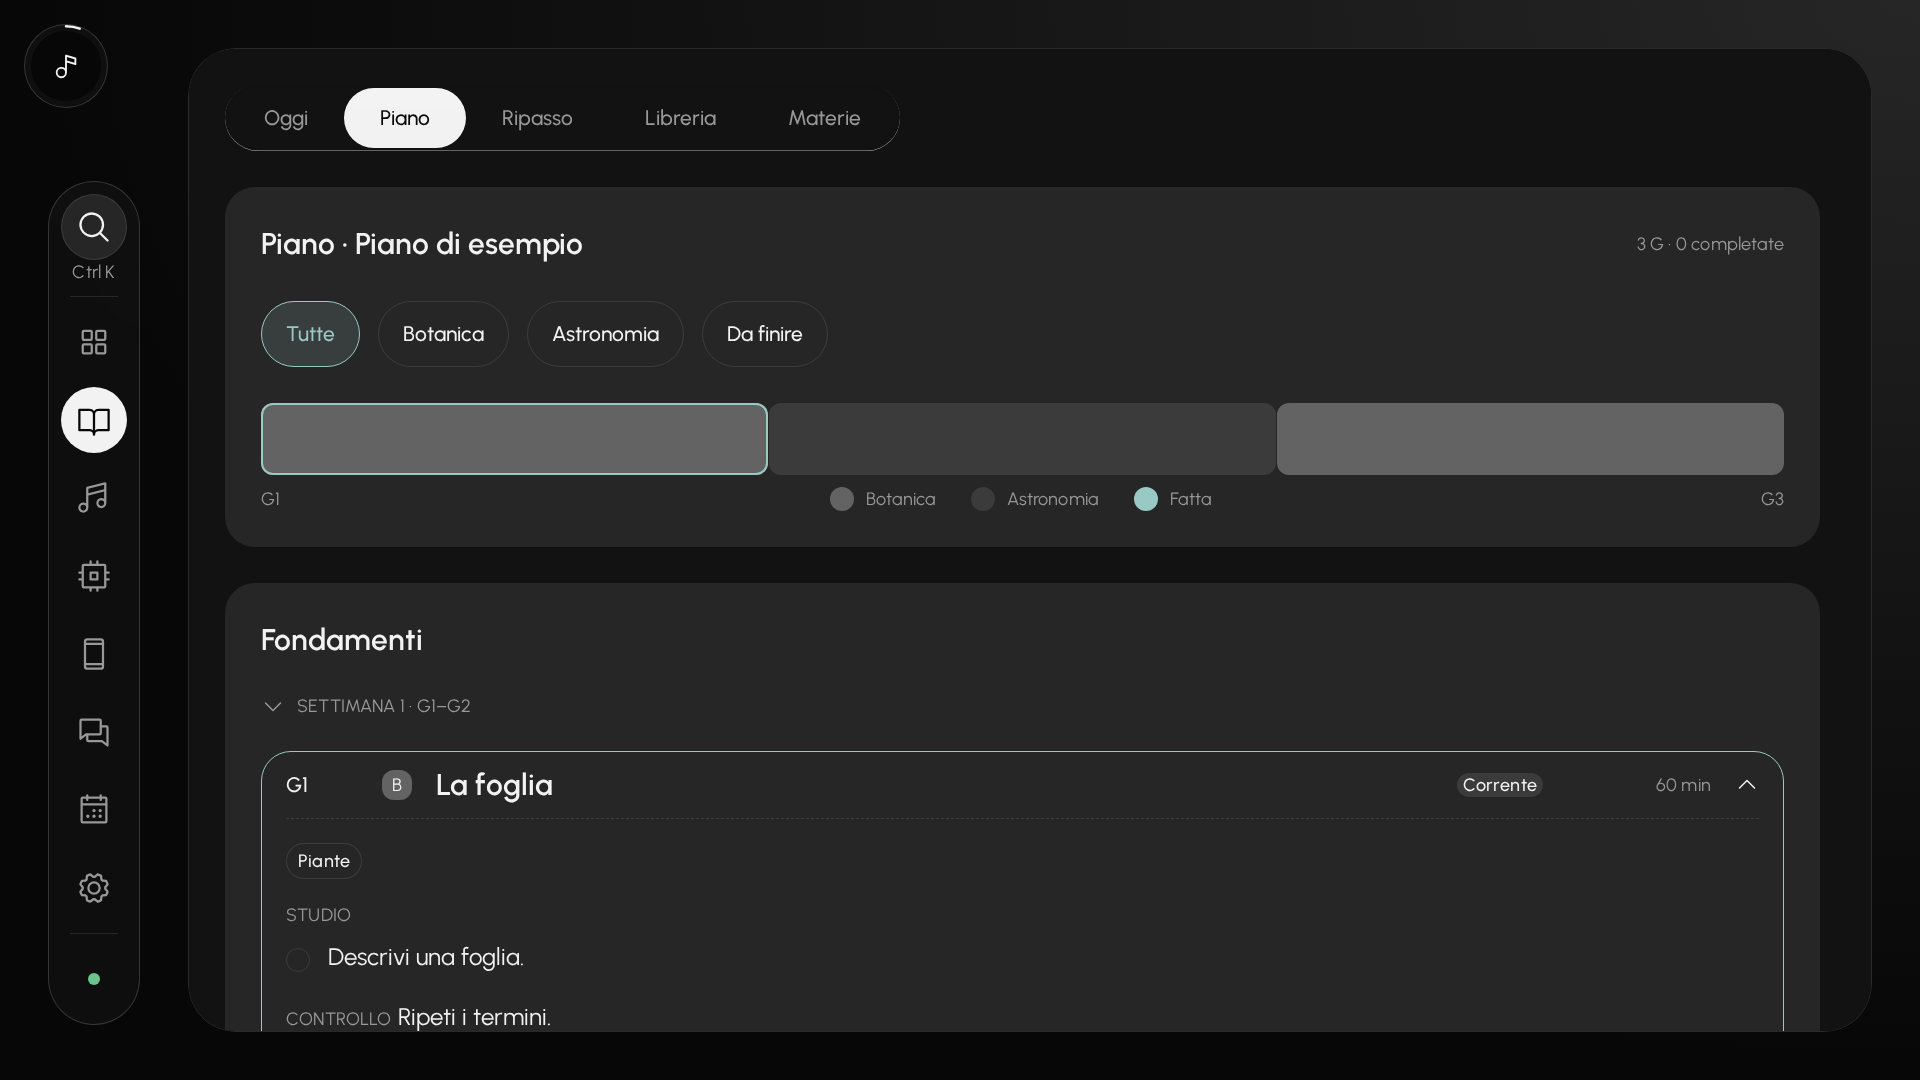 Oggi
Piano
Ripasso
Libreria
Materie
Ctrl K
Piano · Piano di esempio
3 G · 0 completate
Tutte
Botanica
Astronomia
Da finire
G1
Botanica
Astronomia
Fatta
G3
Fondamenti
SETTIMANA 1 · G1–G2
G1
B
La foglia
Corrente
60 min
Piante
STUDIO
Descrivi una foglia.
CONTROLLO Ripeti i termini.